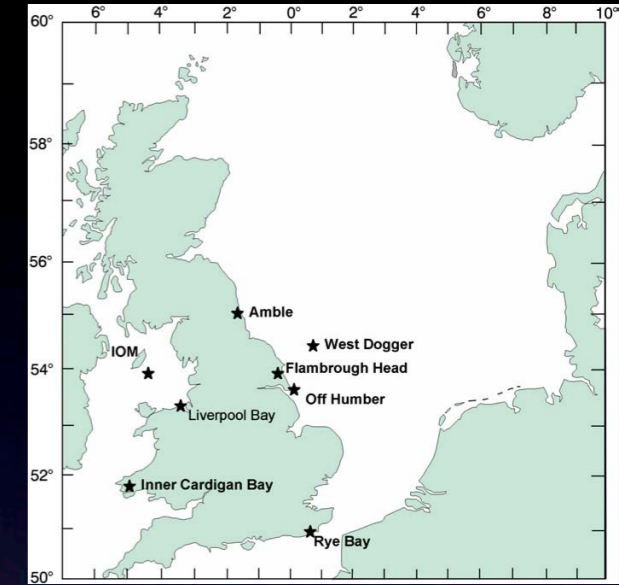 6° 4° 2° 0° 2° 4° 6° 8° 10°
60°
58°
56°
54°
52°
50°
Amble
West Dogger
IOM
Flambrough Head
Off Humber
Liverpool Bay
Inner Cardigan Bay
Rye Bay